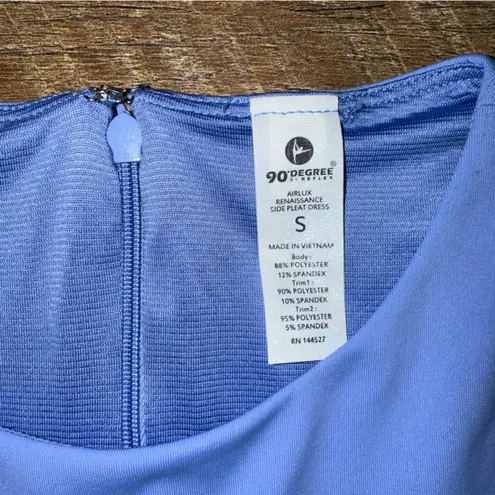 90°DEGREE®
BY REFLEX
AIRLUX
RENAISSANCE
SIDE PLEAT DRESS
S
MADE IN VIETNAM
Body:
88% POLYESTER
12% SPANDEX
Trim1:
90% POLYESTER
10% SPANDEX
Trim2:
95% POLYESTER
5% SPANDEX
RN 144527